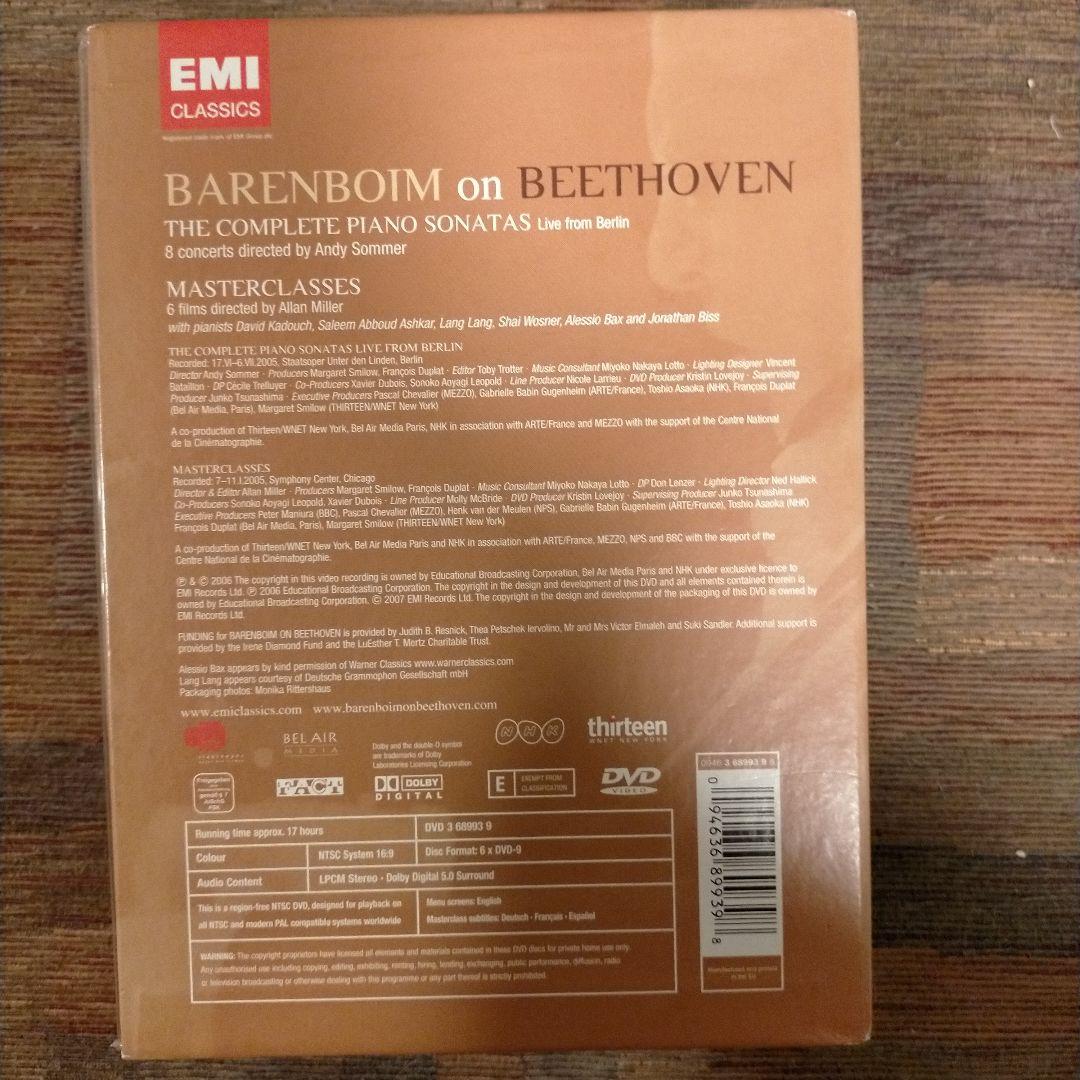 EMI
CLASSICS
BARENBOIM on BEETHOVEN
THE COMPLETE PIANO SONATAS Live from Berlin
8 concerts directed by Andy Sommer
MASTERCLASSES
6 films directed by Allan Miller
with pianists David Kadouch, Saleem Abboud Ashkar, Lang Lang, Shai Wosner, Alessio Bax and Jonathan Biss
THE COMPLETE PIANO SONATAS LIVE FROM BERLIN
Recorded: 17.VI–6.VII.2005, Staatsoper Unter den Linden, Berlin
Director Andy Sommer · Producers Margaret Smilow, François Duplat · Editor Toby Trotter · Music Consultant Miyoko Nakaya Lotto · Lighting Designer Vincent
Bataillon · DP Cécile Trelluyer · Co-Producers Xavier Dubois, Sonoko Aoyagi Leopold · Line Producer Nicole Larrieu · DVD Producer Kristin Lovejoy · Supervising
Producer Junko Tsunashima · Executive Producers Pascal Chevalier (MEZZO), Gabrielle Babin Gugenheim (ARTE/France), Toshio Asaoka (NHK), François Duplat
(Bel Air Media, Paris), Margaret Smilow (THIRTEEN/WNET New York)
A co-production of Thirteen/WNET New York, Bel Air Media Paris, NHK in association with ARTE/France and MEZZO with the support of the Centre National
de la Cinématographie.
MASTERCLASSES
Recorded: 7–11.I.2005, Symphony Center, Chicago
Director & Editor Allan Miller · Producers Margaret Smilow, François Duplat · Music Consultant Miyoko Nakaya Lotto · DP Don Lenzer · Lighting Director Ned Hallick
Co-Producers Sonoko Aoyagi Leopold, Xavier Dubois · Line Producer Molly McBride · DVD Producer Kristin Lovejoy · Supervising Producer Junko Tsunashima
Executive Producers Peter Maniura (BBC), Pascal Chevalier (MEZZO), Henk van der Meulen (NPS), Gabrielle Babin Gugenheim (ARTE/France), Toshio Asaoka (NHK)
François Duplat (Bel Air Media, Paris), Margaret Smilow (THIRTEEN/WNET New York)
A co-production of Thirteen/WNET New York, Bel Air Media Paris and NHK in association with ARTE/France, MEZZO, NPS and BBC with the support of the
Centre National de la Cinématographie.
℗ & © 2006 The copyright in this video recording is owned by Educational Broadcasting Corporation, Bel Air Media Paris and NHK under exclusive licence to
EMI Records Ltd. ℗ 2006 Educational Broadcasting Corporation. The copyright in the design and development of this DVD and all elements contained therein is
owned by Educational Broadcasting Corporation. © 2007 EMI Records Ltd. The copyright in the design and development of the packaging of this DVD is owned by
EMI Records Ltd.
FUNDING for BARENBOIM ON BEETHOVEN is provided by Judith B. Resnick, Thea Petschek Iervolino, Mr and Mrs Victor Elmaleh and Suki Sandler. Additional support is
provided by the Irene Diamond Fund and the LuEsther T. Mertz Charitable Trust.
Alessio Bax appears by kind permission of Warner Classics www.warnerclassics.com
Lang Lang appears courtesy of Deutsche Grammophon Gesellschaft mbH
Packaging photos: Monika Rittershaus
www.emiclassics.com www.barenboimonbeethoven.com
BEL AIR
MEDIA
Dolby and the double-D symbol
are trademarks of Dolby
Laboratories Licensing Corporation
NHK
thirteen
WNET NEW YORK
FACT
DOLBY
DIGITAL
E EXEMPT FROM
CLASSIFICATION
DVD
VIDEO
Running time approx. 17 hours
DVD 3 68993 9
Colour
NTSC System 16:9
Disc Format: 6 x DVD-9
Audio Content
LPCM Stereo · Dolby Digital 5.0 Surround
This is a region-free NTSC DVD, designed for playback on
all NTSC and modern PAL compatible systems worldwide
Menu screens: English
Masterclass subtitles: Deutsch · Français · Español
WARNING: The copyright proprietors have licensed all elements and materials contained in these DVD discs for private home use only.
Any unauthorised use including copying, editing, exhibiting, renting, hiring, lending, exchanging, public performance, diffusion, radio
or television broadcasting or otherwise dealing with this programme or any part thereof is strictly prohibited.
0946 3 68993 9 8
0 94636 89939 8
Manufactured and printed
in the EU